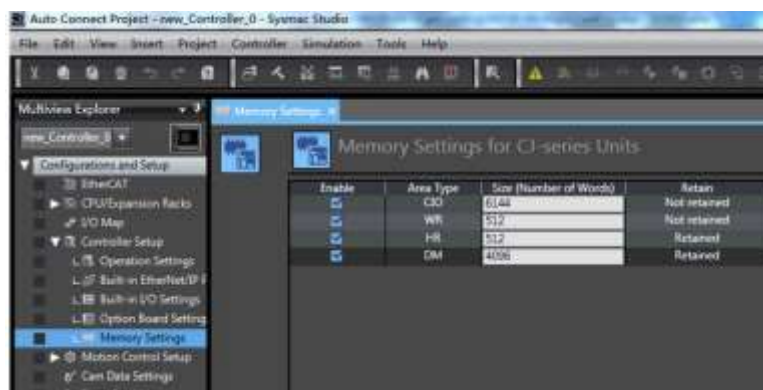 Auto Connect Project - new_Controller_0 - Sysmac Studio
File Edit View Insert Project Controller Simulation Tools Help
Multiview Explorer
new_Controller_0
Configurations and Setup
EtherCAT
CPU/Expansion Racks
I/O Map
Controller Setup
Operation Settings
Built-in EtherNet/IP P
Built-in I/O Settings
Option Board Setting
Memory Settings
Motion Control Setup
Cam Data Settings
Memory Settings
Memory Settings for CJ-series Units
Enable Area Type Size (Number of Words) Retain
CIO 6144 Not retained
WR 512 Not retained
HR 512 Retained
DM 4096 Retained